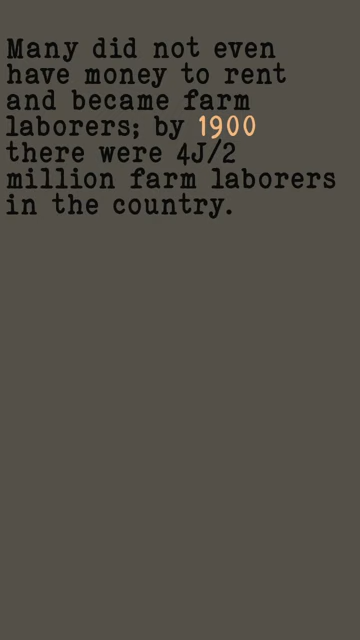 Many did not even
have money to rent
and became farm
laborers; by 1900
there were 4J/2
million farm laborers
in the country.